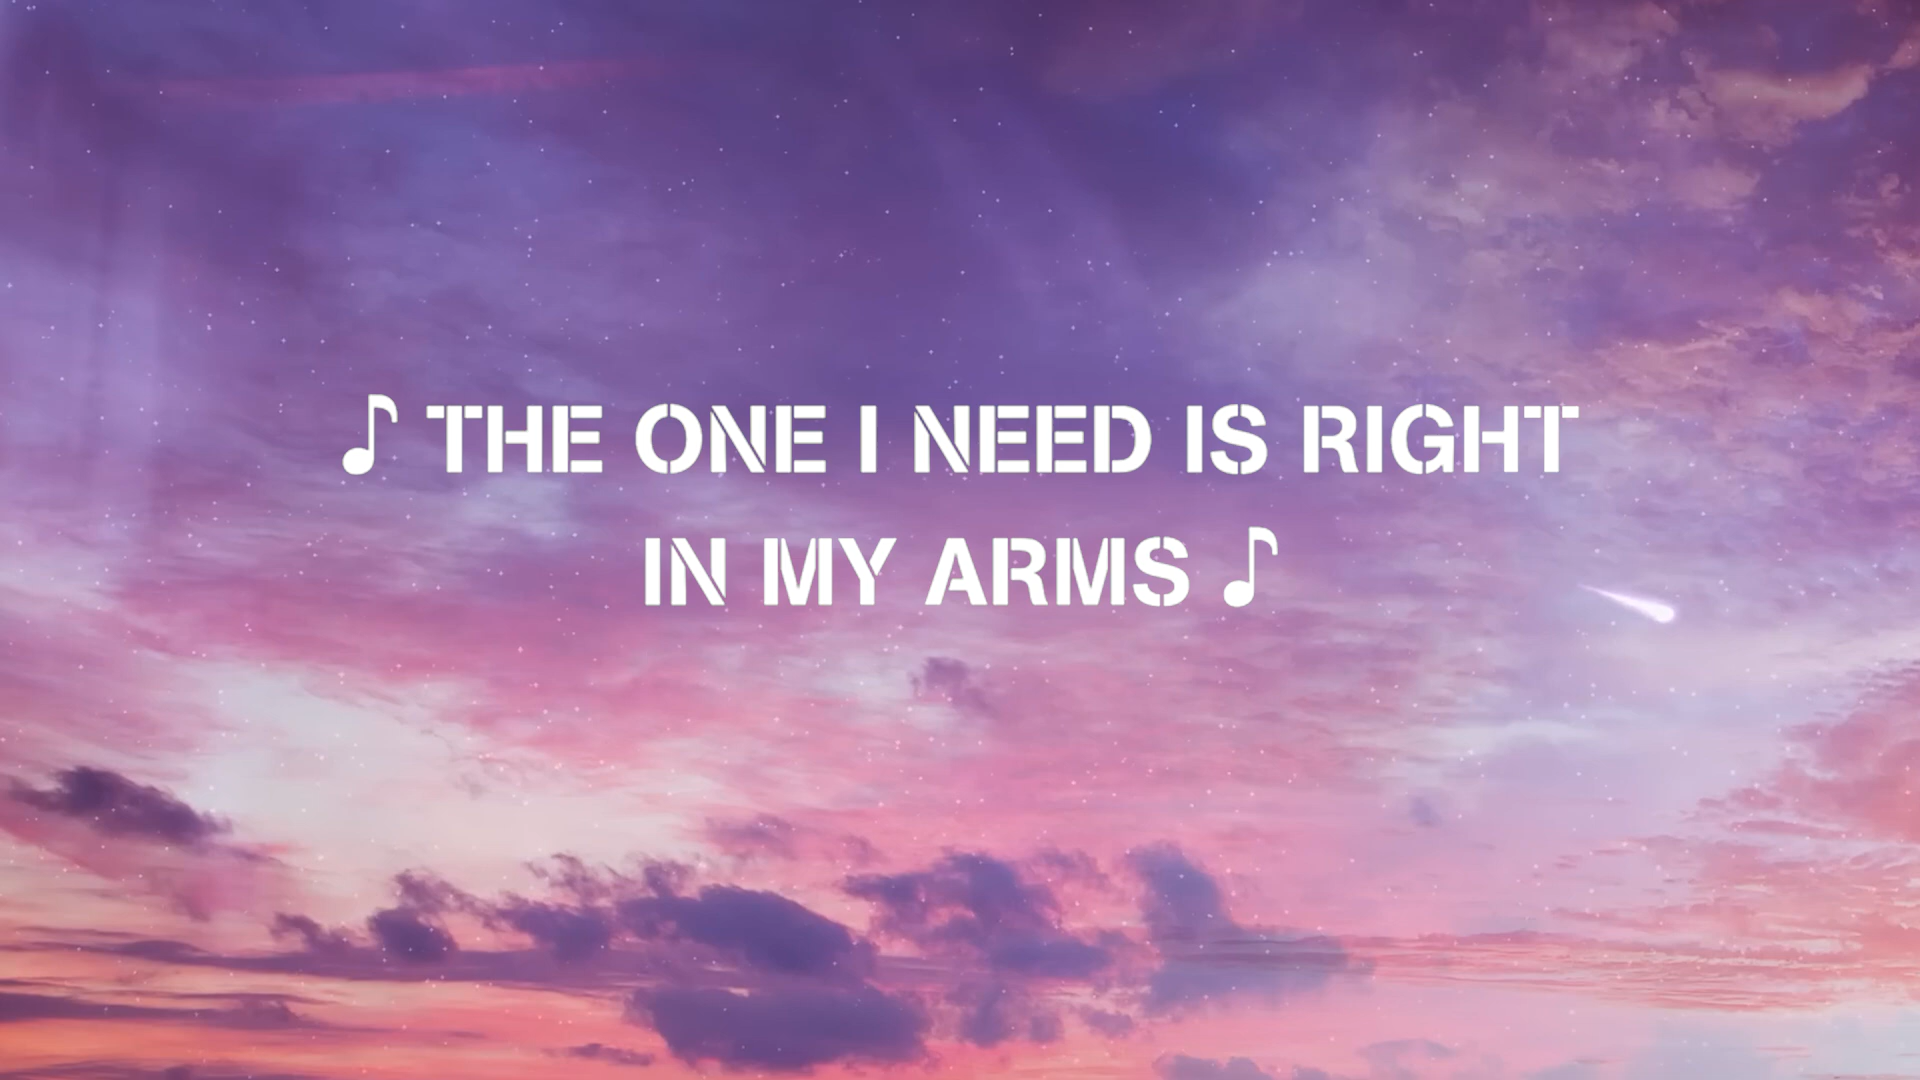 ♪ THE ONE I NEED IS RIGHT
IN MY ARMS ♪